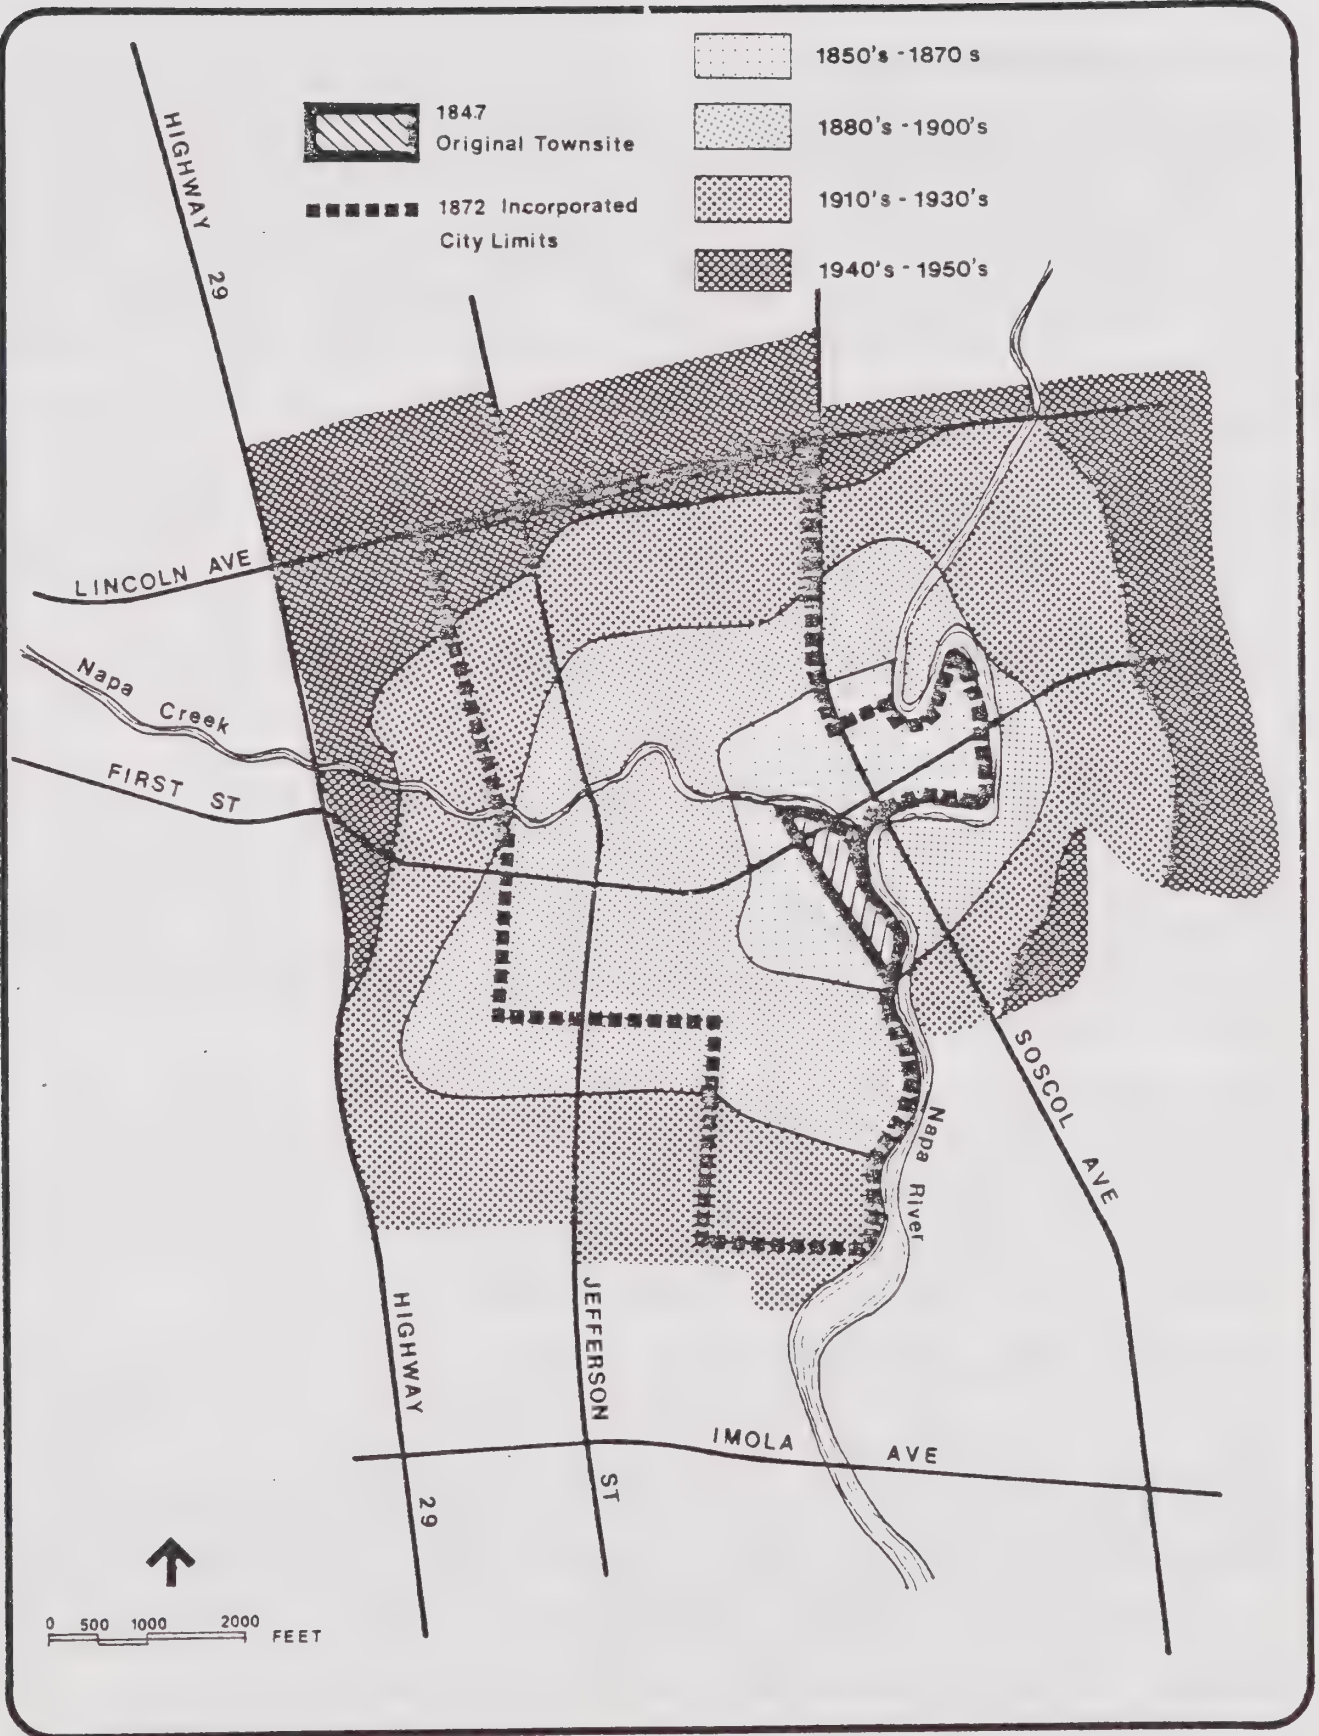 1847
Original Townsite
1872 Incorporated
City Limits
1850's - 1870 s
1880's - 1900's
1910's - 1930's
1940's - 1950's
HIGHWAY 29
LINCOLN AVE
Napa
Creek
FIRST ST
SOSCOL AVE
Napa River
HIGHWAY 29
JEFFERSON ST
IMOLA AVE
0 500 1000 2000 FEET